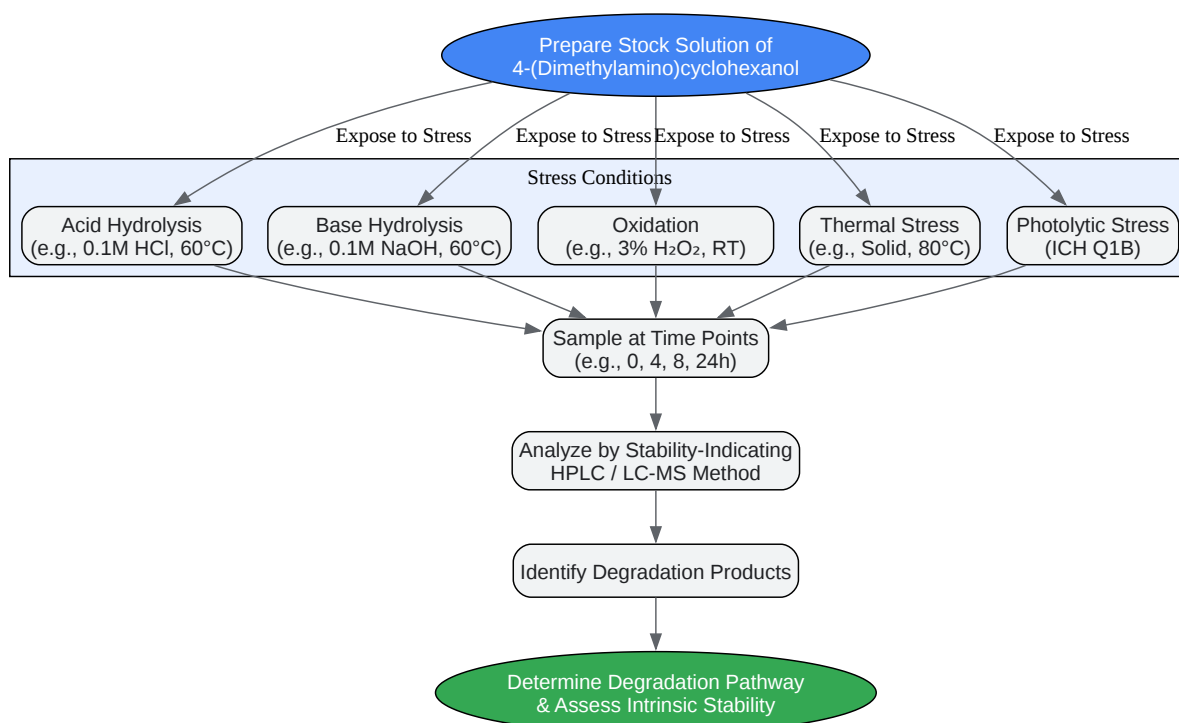 Prepare Stock Solution of
4-(Dimethylamino)cyclohexanol
Expose to Stress
Expose to Stress
Expose to Stress
Expose to Stress
Expose to Stress
Stress Conditions
Acid Hydrolysis
(e.g., 0.1M HCl, 60°C)
Base Hydrolysis
(e.g., 0.1M NaOH, 60°C)
Oxidation
(e.g., 3% H₂O₂, RT)
Thermal Stress
(e.g., Solid, 80°C)
Photolytic Stress
(ICH Q1B)
Sample at Time Points
(e.g., 0, 4, 8, 24h)
Analyze by Stability-Indicating
HPLC / LC-MS Method
Identify Degradation Products
Determine Degradation Pathway
& Assess Intrinsic Stability